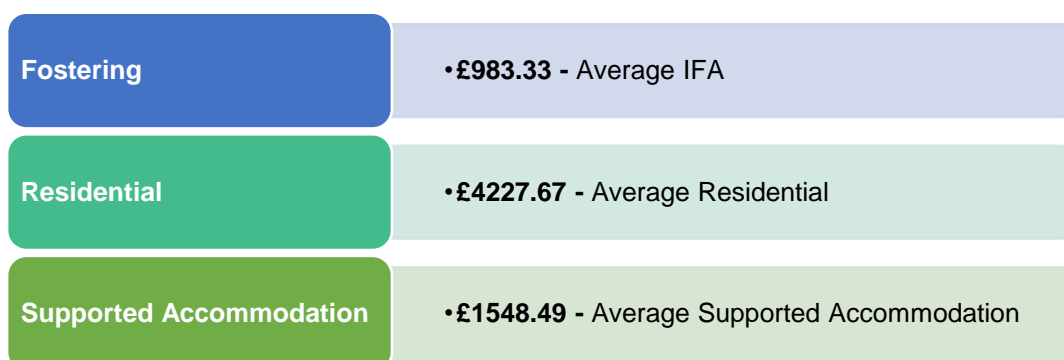 Fostering
•£983.33 - Average IFA
Residential
•£4227.67 - Average Residential
Supported Accommodation
•£1548.49 - Average Supported Accommodation